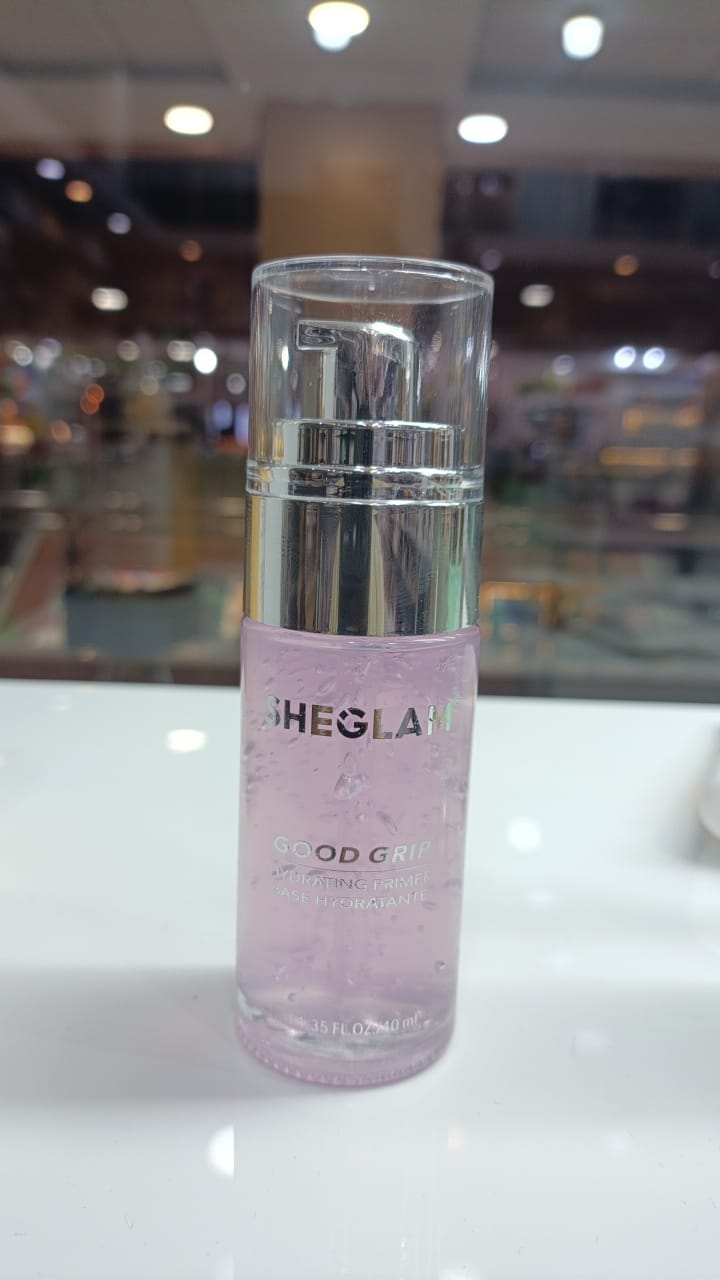 SHEGLAM
GOOD GRIP
HYDRATING PRIMER
BASE HYDRATANTE
1.35 FL.OZ./40 mL